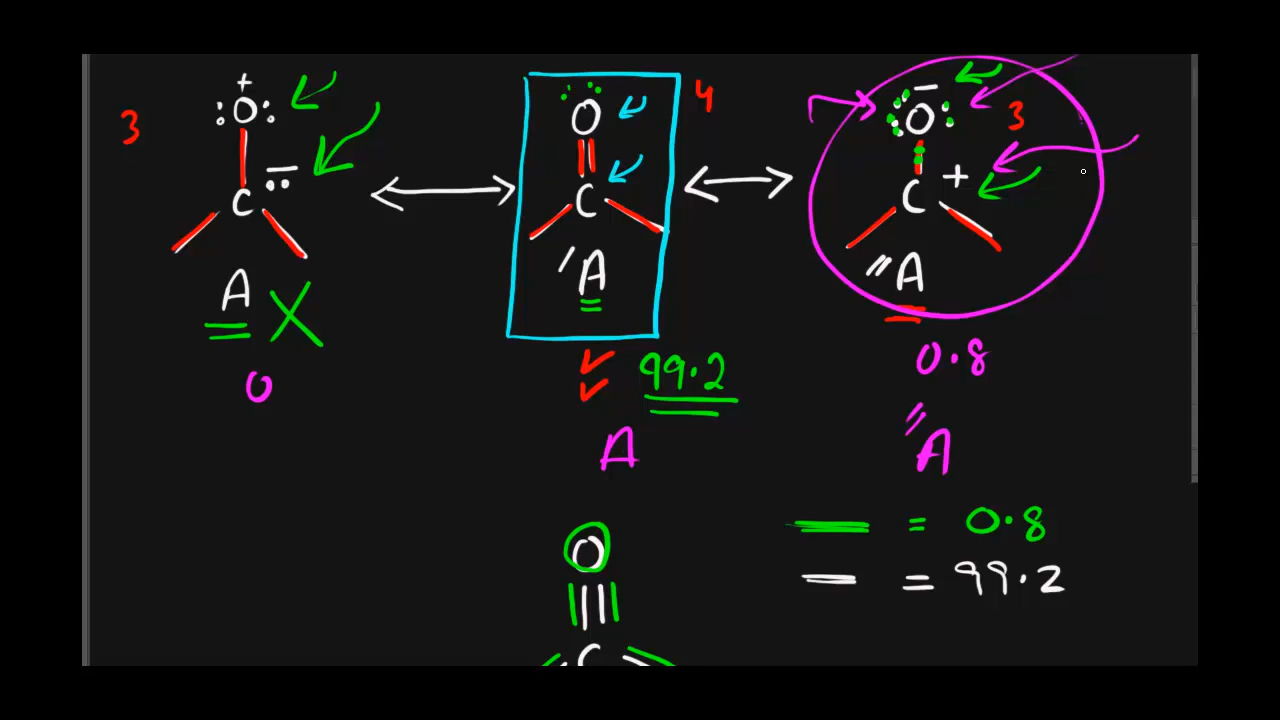 + −
:O: O :O:
3 4 3
C − C C +
A 'A "A
X
0 99.2 0.8
A "A
= 0.8
O = 99.2
C